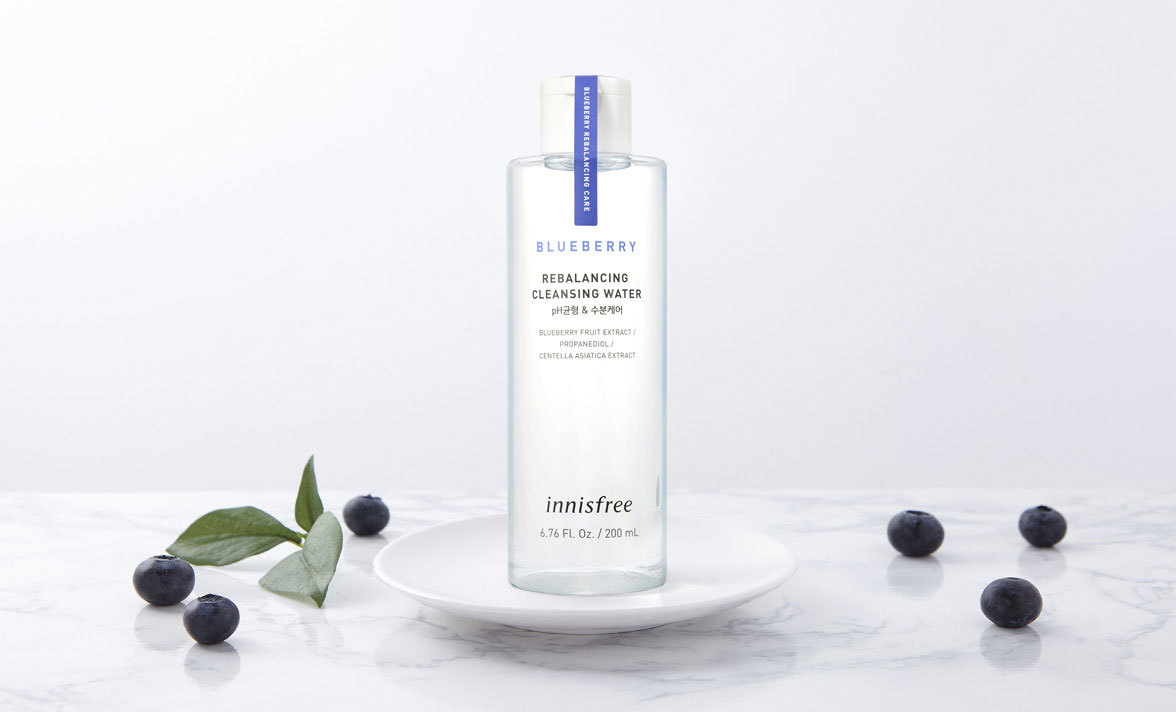 BLUEBERRY REBALANCING CARE
BLUEBERRY
REBALANCING
CLEANSING WATER
pH균형 & 수분케어
BLUEBERRY FRUIT EXTRACT /
PROPANEDIOL /
CENTELLA ASIATICA EXTRACT
innisfree
6.76 Fl. Oz. / 200 mL